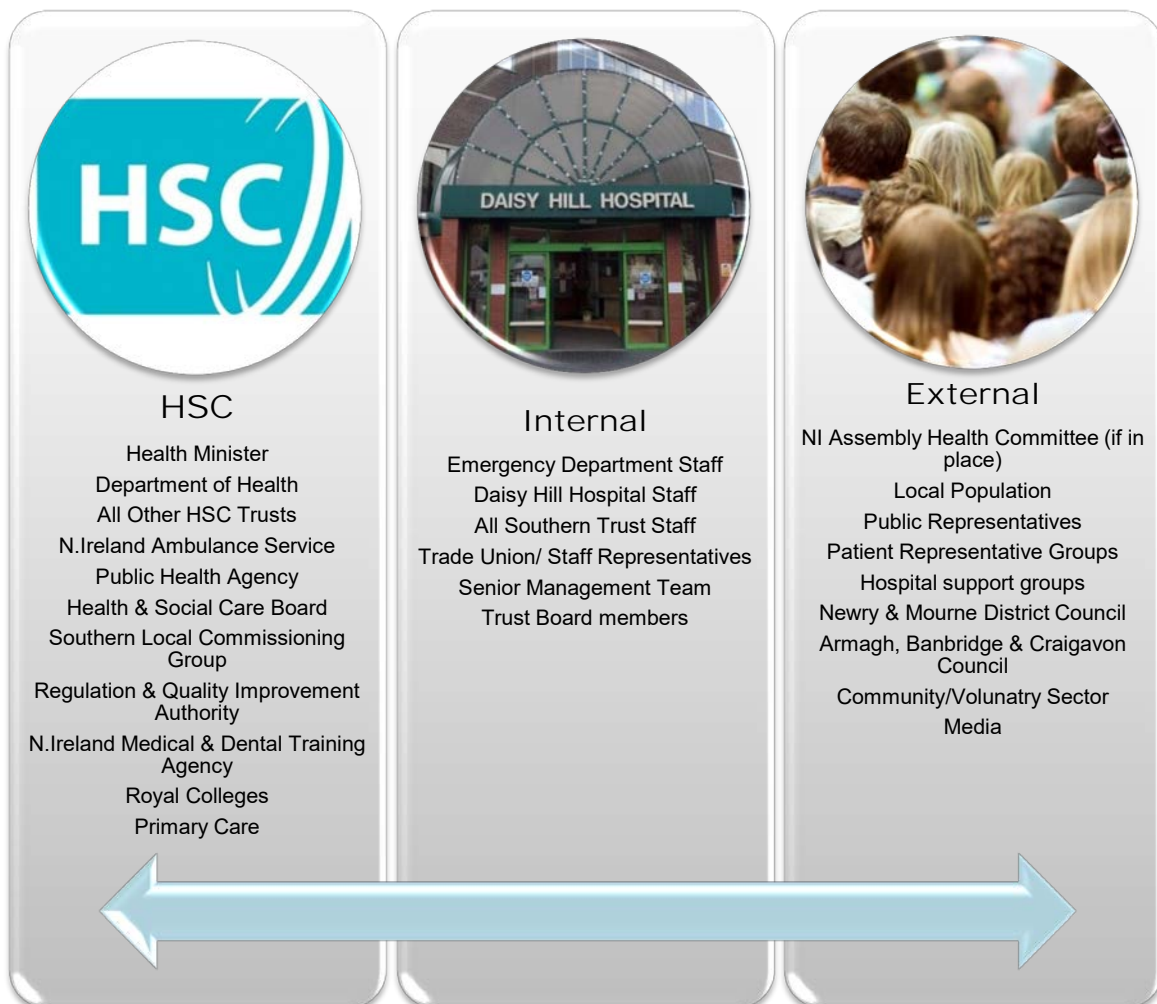 HSC
HSC
Health Minister
Department of Health
All Other HSC Trusts
N.Ireland Ambulance Service
Public Health Agency
Health & Social Care Board
Southern Local Commissioning
Group
Regulation & Quality Improvement
Authority
N.Ireland Medical & Dental Training
Agency
Royal Colleges
Primary Care
DAISY HILL HOSPITAL
Internal
Emergency Department Staff
Daisy Hill Hospital Staff
All Southern Trust Staff
Trade Union/ Staff Representatives
Senior Management Team
Trust Board members
External
NI Assembly Health Committee (if in
place)
Local Population
Public Representatives
Patient Representative Groups
Hospital support groups
Newry & Mourne District Council
Armagh, Banbridge & Craigavon
Council
Community/Volunatry Sector
Media